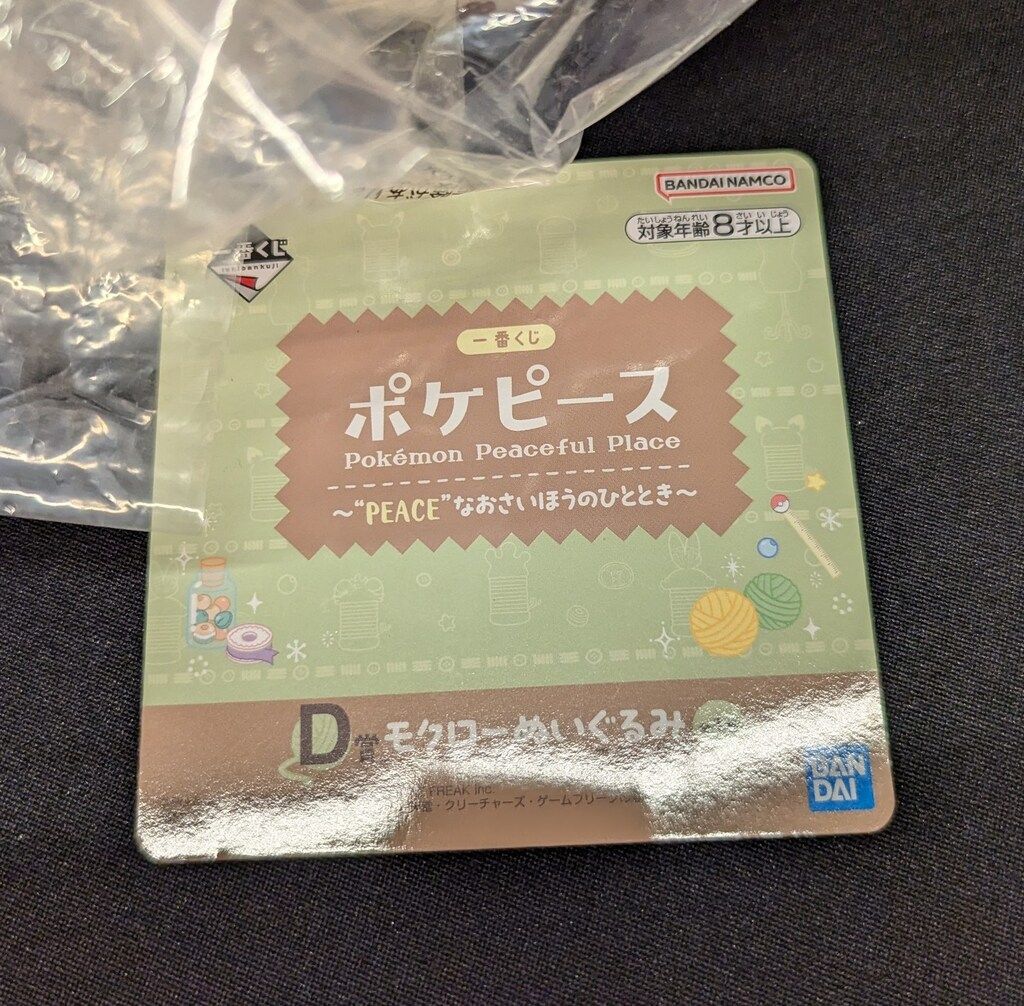 BANDAI NAMCO
たいしょうねんれい さいいじょう
対象年齢8才以上
一番くじ
ichibankuji
一番くじ
ポケピース
Pokémon Peaceful Place
～“PEACE”なおさいほうのひととき～
D賞 モクローぬいぐるみ
BAN
DAI
FREAK inc.
・クリーチャーズ・ゲームフリーク